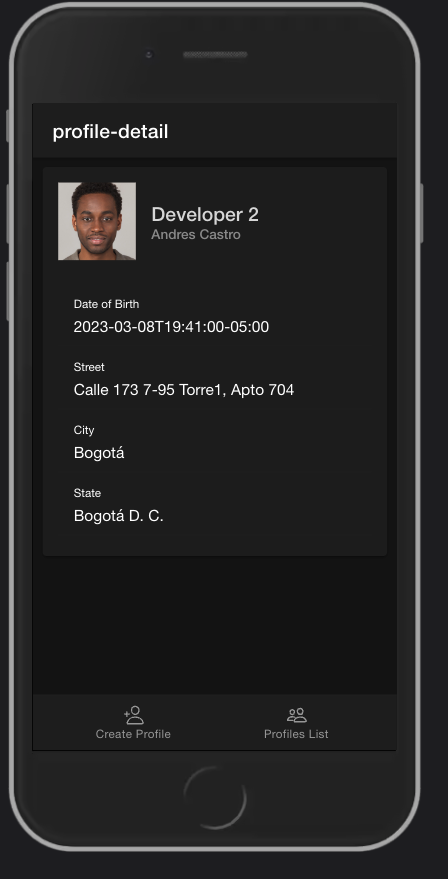 profile-detail
Developer 2
Andres Castro
Date of Birth
2023-03-08T19:41:00-05:00
Street
Calle 173 7-95 Torre1, Apto 704
City
Bogotá
State
Bogotá D. C.
Create Profile
Profiles List